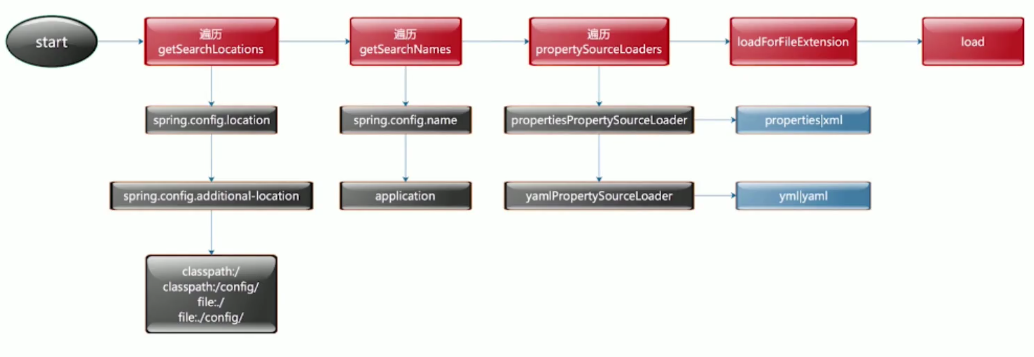 start
遍历
getSearchLocations
遍历
getSearchNames
遍历
propertySourceLoaders
loadForFileExtension
load
spring.config.location
spring.config.name
propertiesPropertySourceLoader
properties|xml
spring.config.additional-location
application
yamlPropertySourceLoader
yml|yaml
classpath:/
classpath:/config/
file:./
file:./config/